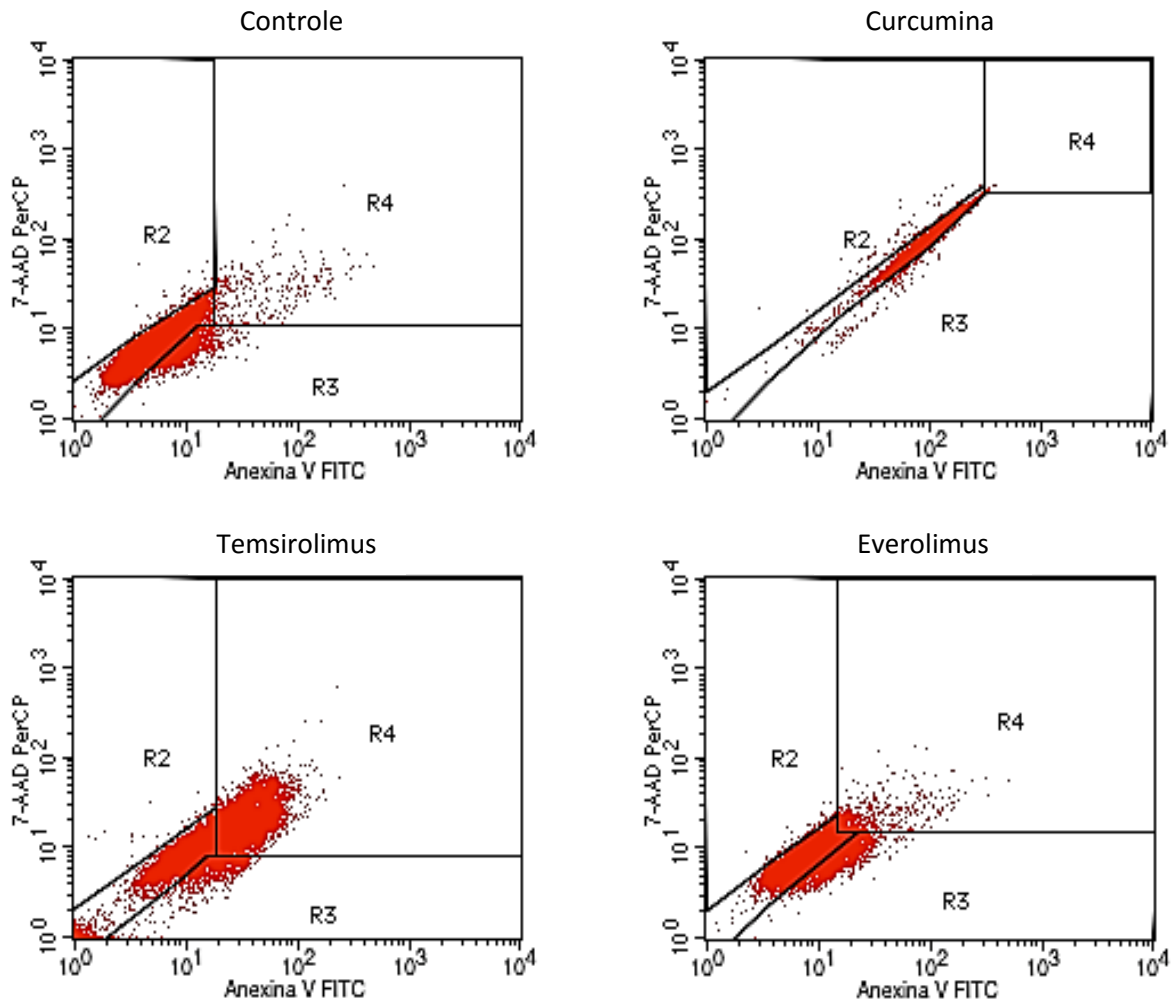 Controle
10^4
10^3
10^2
10^1
10^0
7-AAD PerCP
R2
R4
R3
10^0 10^1 10^2 10^3 10^4
Anexina V FITC
Curcumina
10^4
10^3
10^2
10^1
10^0
7-AAD PerCP
R4
R2
R3
10^0 10^1 10^2 10^3 10^4
Anexina V FITC
Temsirolimus
10^4
10^3
10^2
10^1
10^0
7-AAD PerCP
R2
R4
R3
10^0 10^1 10^2 10^3 10^4
Anexina V FITC
Everolimus
10^4
10^3
10^2
10^1
10^0
7-AAD PerCP
R2
R4
R3
10^0 10^1 10^2 10^3 10^4
Anexina V FITC